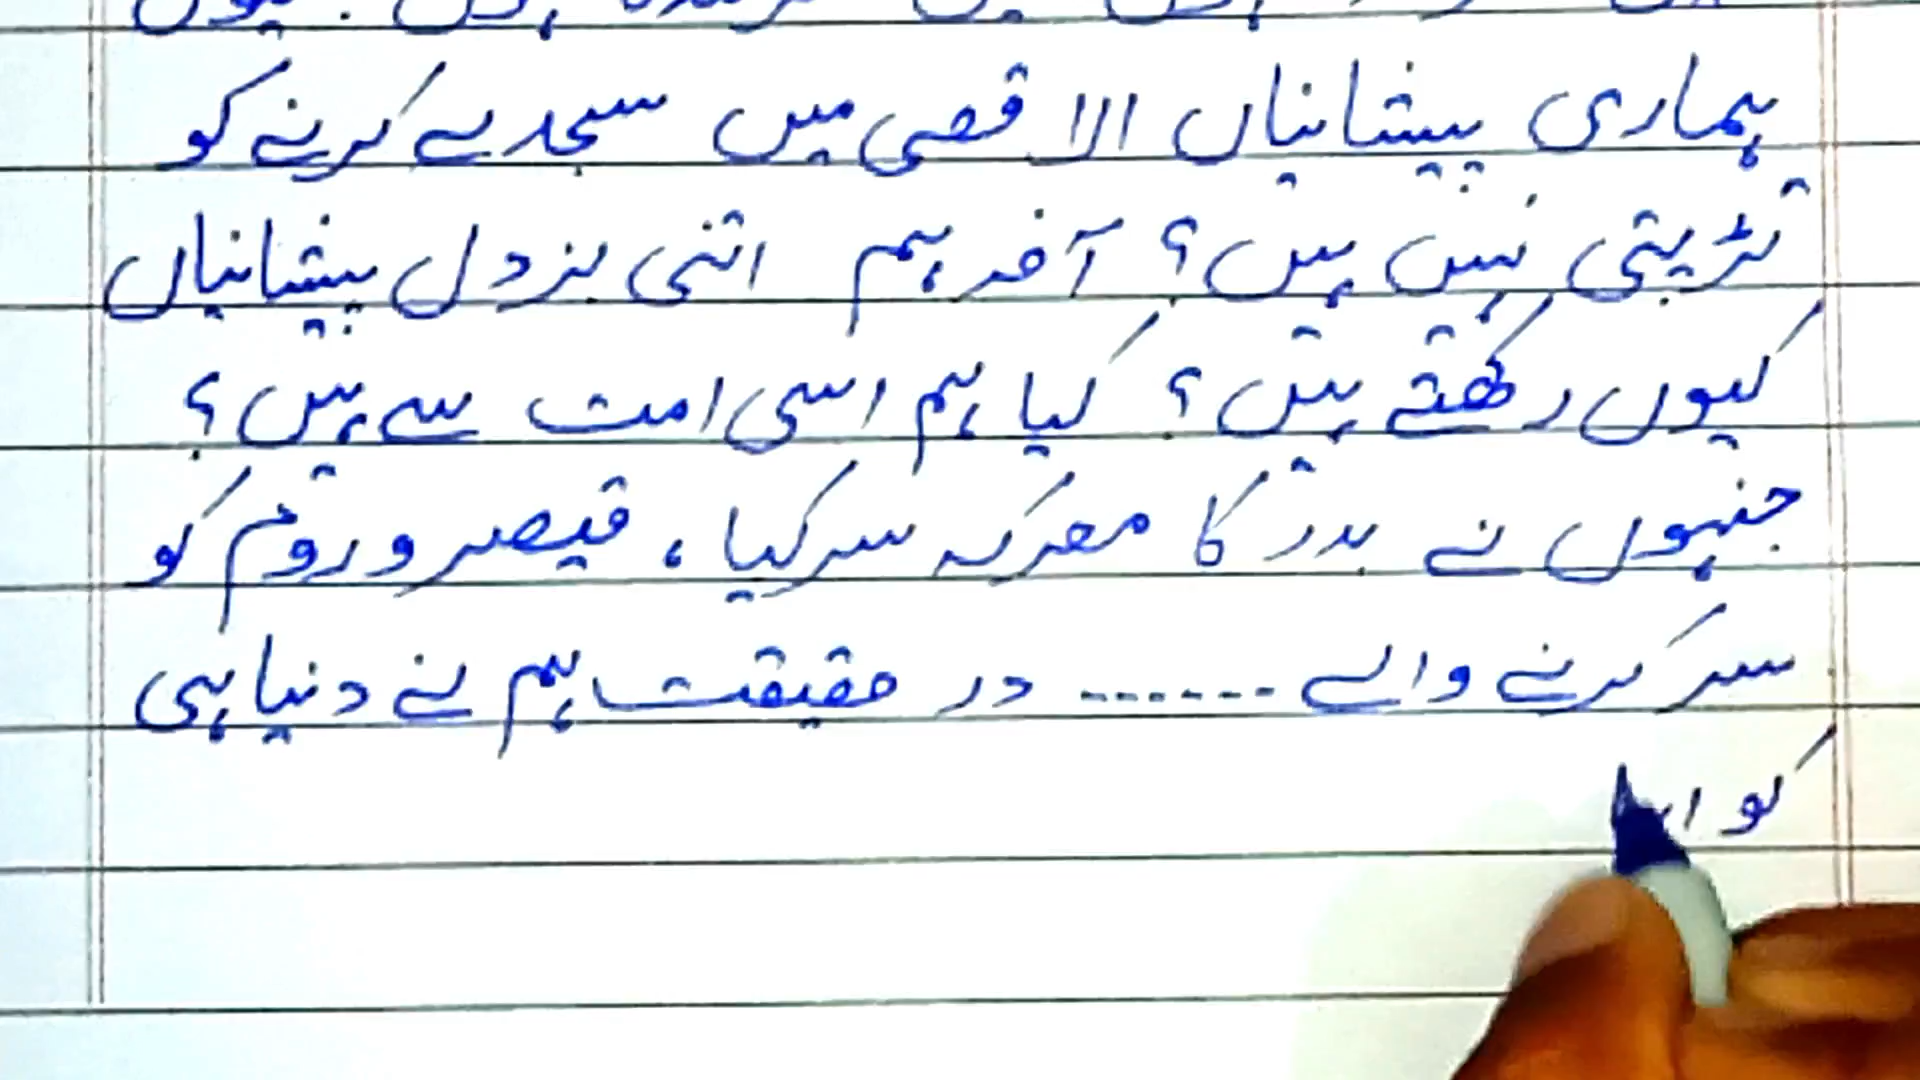 ہماری پیشانیاں الاقصی میں سجدے کرنے کو
تڑپتی نہیں ہیں؟ آخر ہم اتنی بزدل پیشانیاں
کیوں رکھتے ہیں؟ کیا ہم اسی امت سے ہیں؟
جنہوں نے بدر کا معرکہ سر کیا، قیصر و روم کو
سر کرنے والے ...... در حقیقت ہم نے دنیا ہی
کو